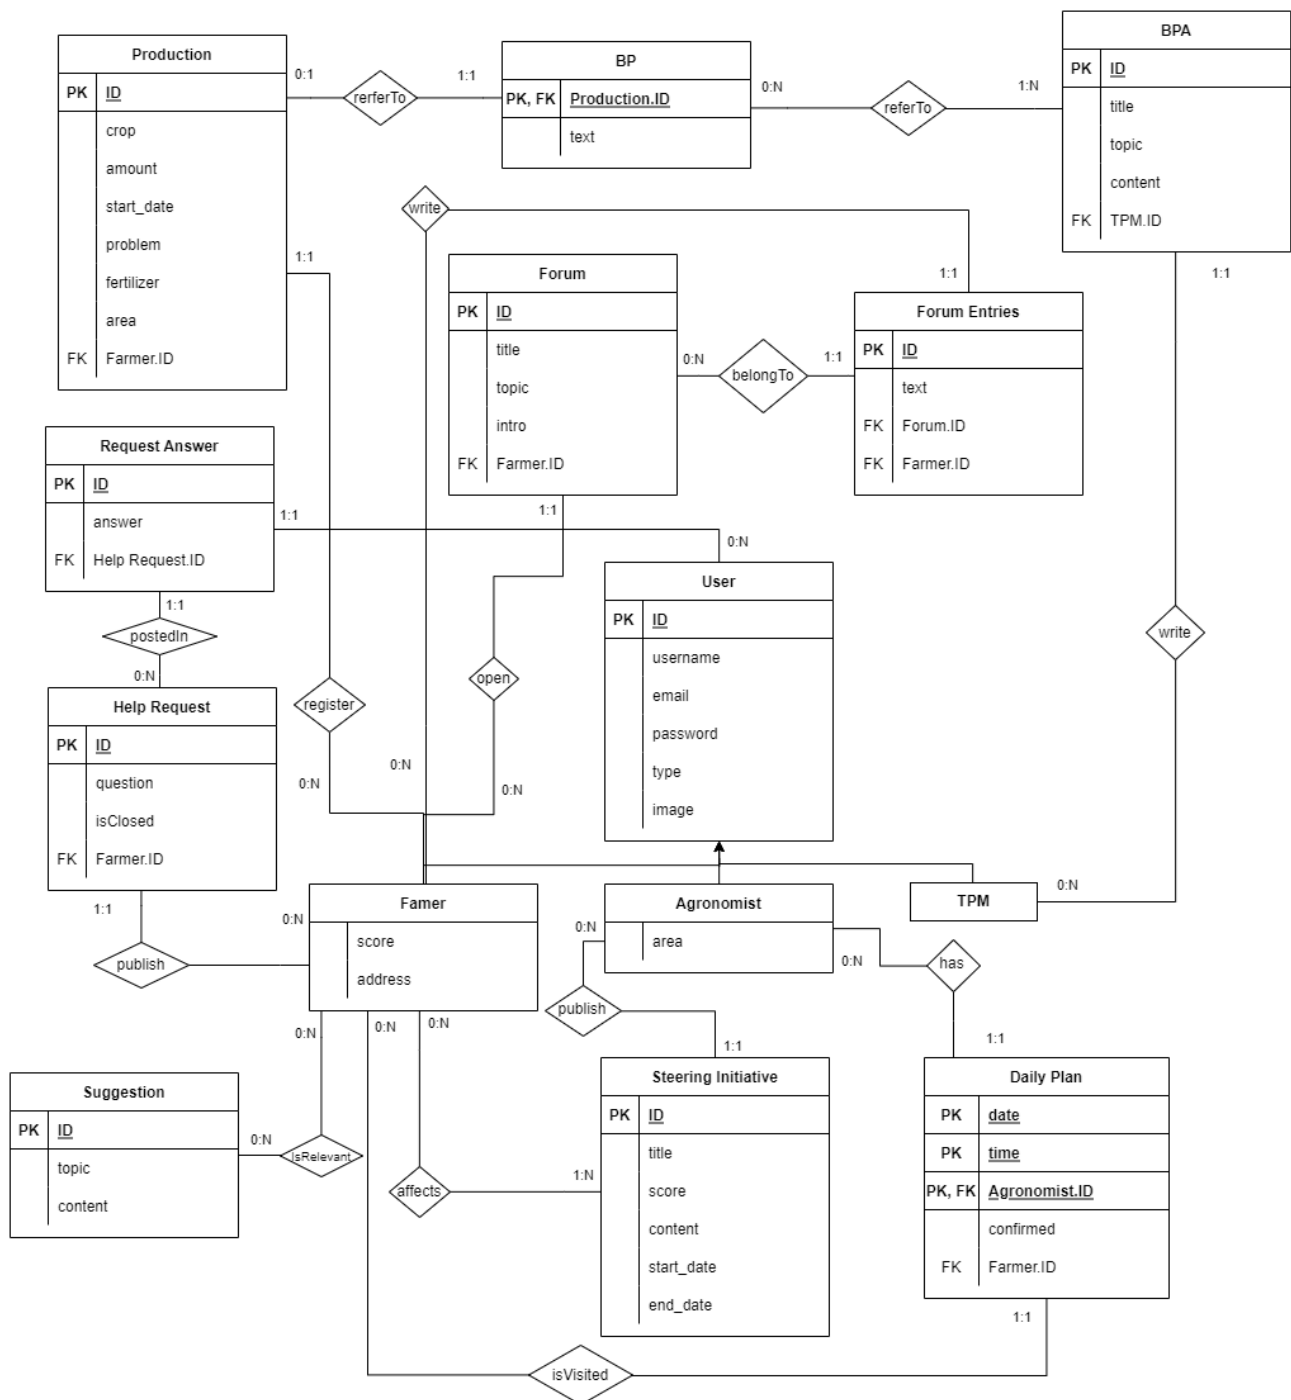 Production
PK ID
crop
amount
start_date
problem
fertilizer
area
FK Farmer.ID
0:1
rerferTo
1:1
BP
PK, FK Production.ID
text
0:N
referTo
1:N
BPA
PK ID
title
topic
content
FK TPM.ID
1:1
write
1:1
Forum
PK ID
title
topic
intro
FK Farmer.ID
0:N
belongTo
1:1
1:1
Forum Entries
PK ID
text
FK Forum.ID
FK Farmer.ID
Request Answer
PK ID
answer
FK Help Request.ID
1:1
1:1
0:N
User
PK ID
username
email
password
type
image
1:1
postedIn
0:N
write
open
register
Help Request
PK ID
question
isClosed
FK Farmer.ID
0:N
0:N
0:N
1:1
publish
0:N
Famer
score
address
Agronomist
area
TPM
0:N
0:N
0:N
has
publish
0:N
0:N
0:N
1:1
1:1
Suggestion
PK ID
topic
content
0:N
IsRelevant
affects
1:N
Steering Initiative
PK ID
title
score
content
start_date
end_date
Daily Plan
PK date
PK time
PK, FK Agronomist.ID
confirmed
FK Farmer.ID
1:1
isVisited